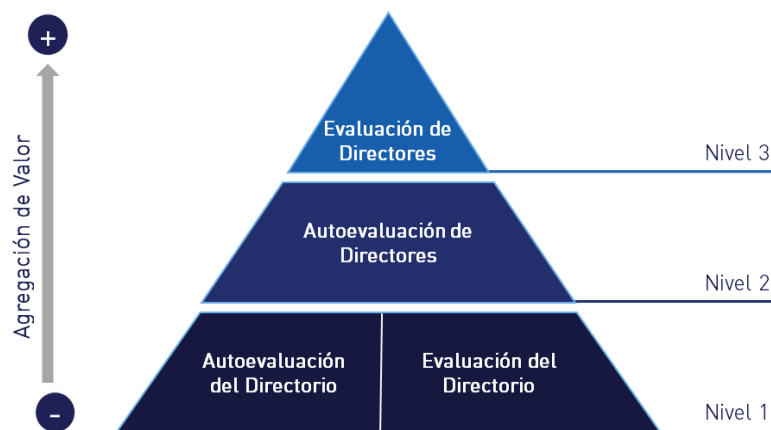 +
Evaluación de
Directores
Nivel 3
Autoevaluación de
Directores
Nivel 2
Autoevaluación
del Directorio
Evaluación del
Directorio
Nivel 1
Agregación de Valor
-